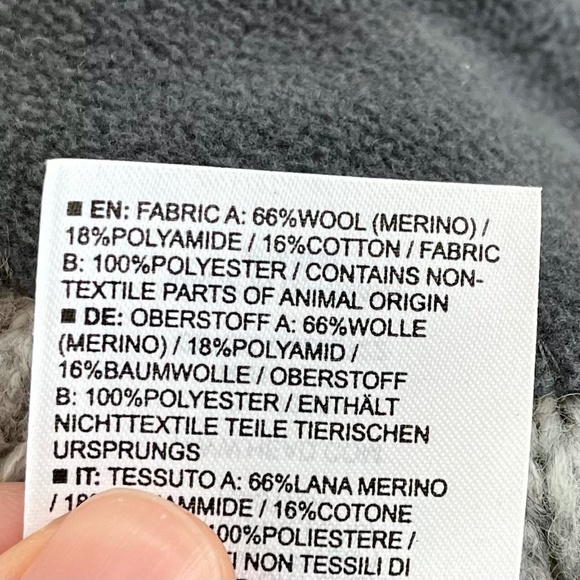 EN: FABRIC A: 66%WOOL (MERINO) /
18%POLYAMIDE / 16%COTTON / FABRIC
B: 100%POLYESTER / CONTAINS NON-
TEXTILE PARTS OF ANIMAL ORIGIN
DE: OBERSTOFF A: 66%WOLLE
(MERINO) / 18%POLYAMID /
16%BAUMWOLLE / OBERSTOFF
B: 100%POLYESTER / ENTHÄLT
NICHTTEXTILE TEILE TIERISCHEN
URSPRUNGS
IT: TESSUTO A: 66%LANA MERINO
/ 16%COTONE
100%POLIESTERE /
NON TESSILI DI